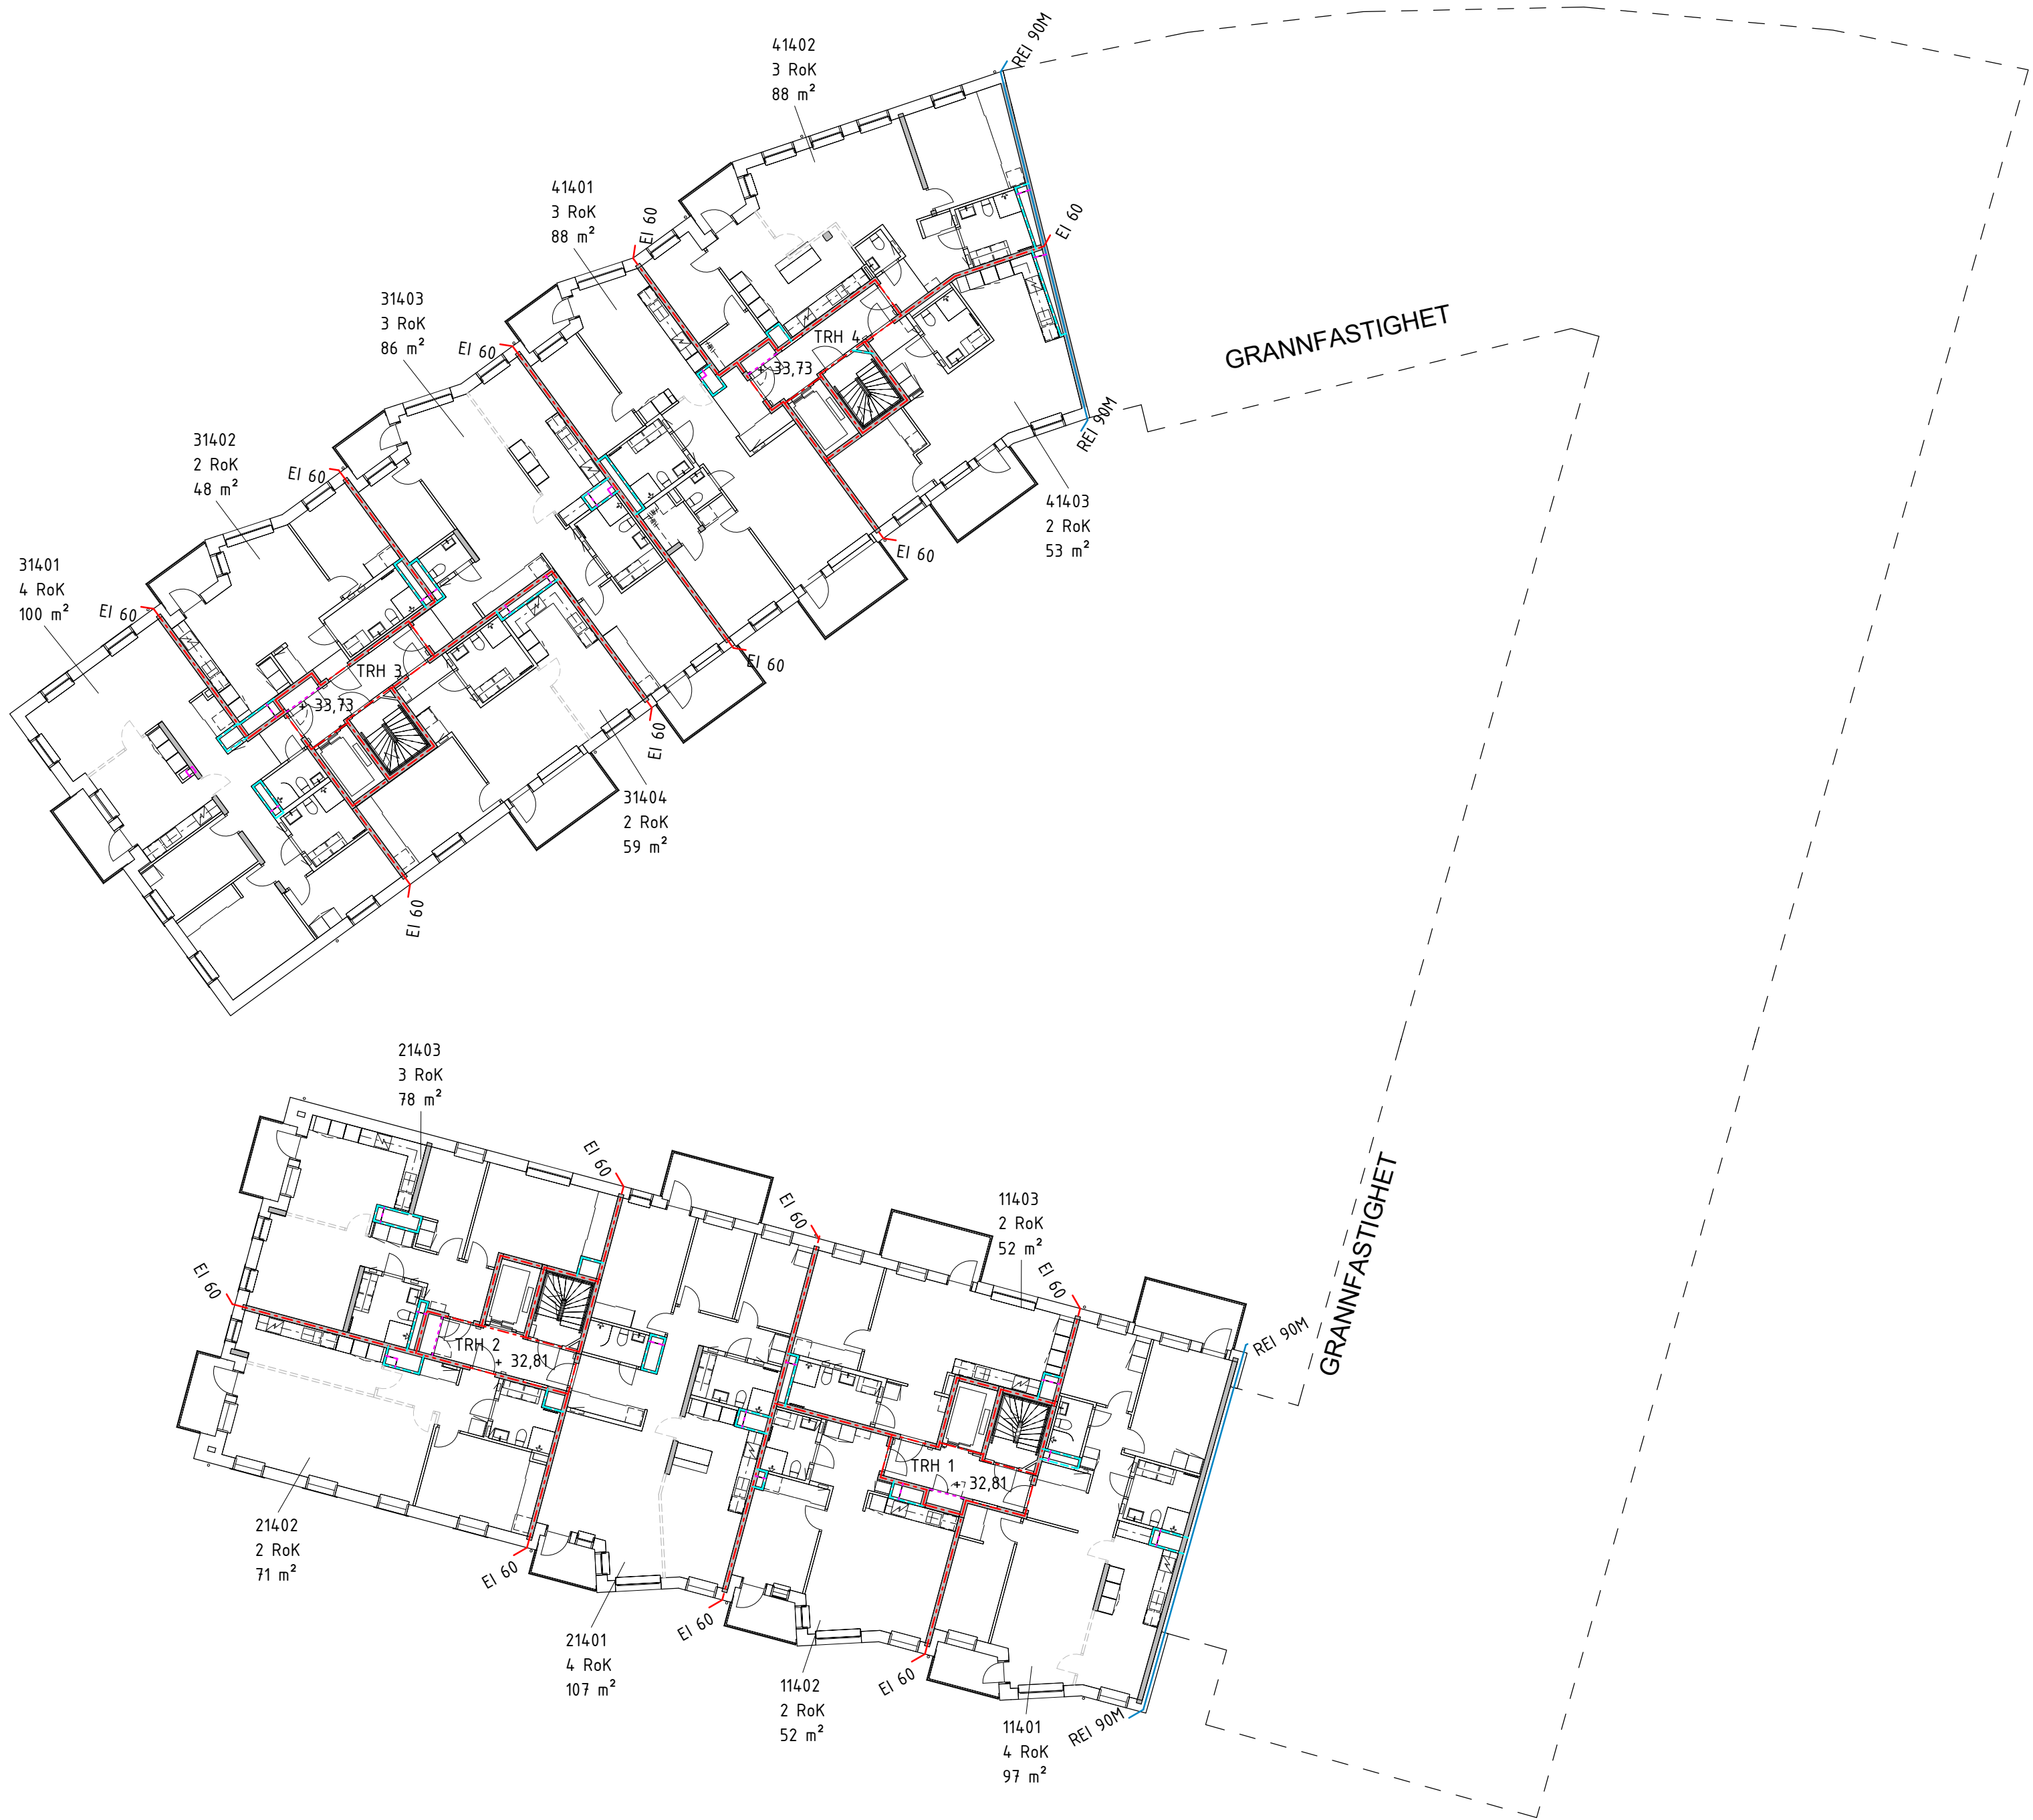 REI 90M
41402
3 RoK
88 m²
41401
3 RoK
88 m²
EI 60
EI 60
31403
3 RoK
86 m²
EI 60
TRH 4
33,73
GRANNFASTIGHET
REI 90M
31402
2 RoK
48 m²
EI 60
41403
2 RoK
53 m²
EI 60
31401
4 RoK
100 m²
EI 60
TRH 3
33,73
EI 60
EI 60
31404
2 RoK
59 m²
EI 60
21403
3 RoK
78 m²
EI 60
EI 60
11403
2 RoK
52 m²
EI 60
GRANNFASTIGHET
EI 60
REI 90M
TRH 2
+ 32,81
TRH 1
+ 32,81
21402
2 RoK
71 m²
EI 60
EI 60
21401
4 RoK
107 m²
11402
2 RoK
52 m²
EI 60
REI 90M
11401
4 RoK
97 m²